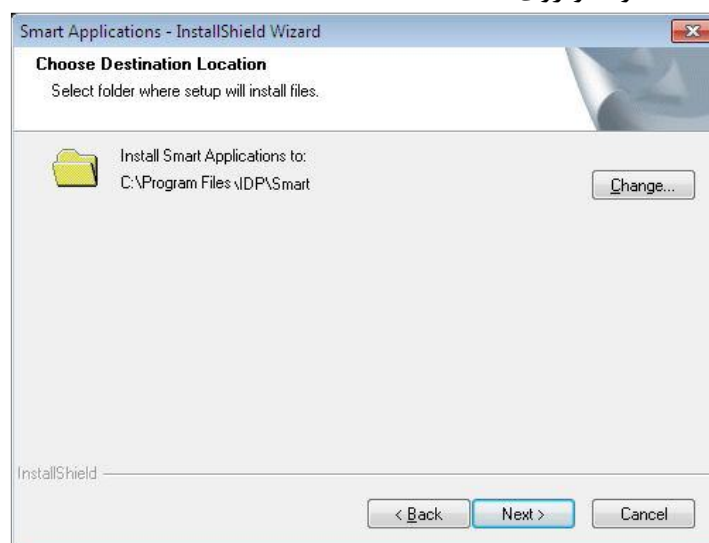 Smart Applications - InstallShield Wizard
Choose Destination Location
Select folder where setup will install files.
Install Smart Applications to:
C:\Program Files\IDP\Smart
Change...
InstallShield
< Back
Next >
Cancel